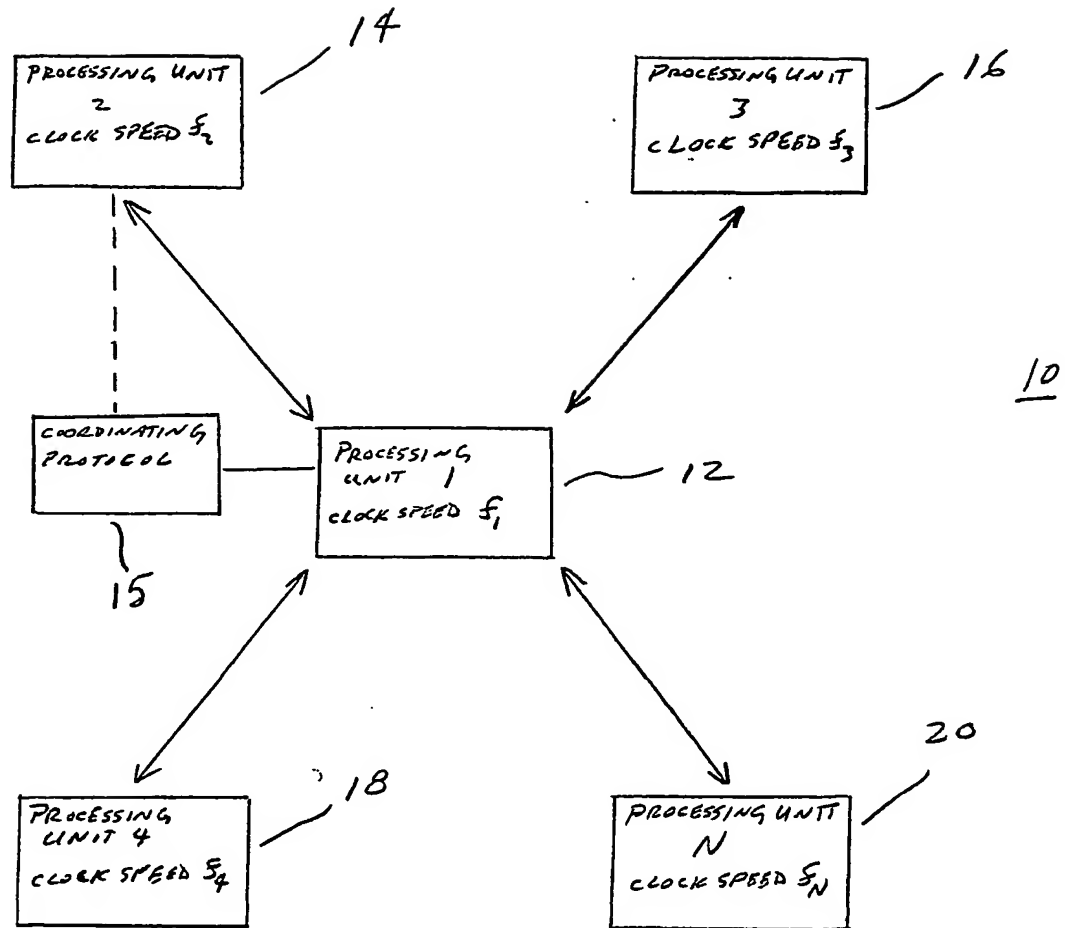 14
PROCESSING UNIT
2
CLOCK SPEED f₂
16
PROCESSING UNIT
3
CLOCK SPEED f₃
10
COORDINATING
PROTOCOL
15
PROCESSING
UNIT 1
CLOCK SPEED f₁
12
18
PROCESSING
UNIT 4
CLOCK SPEED f₄
20
PROCESSING UNIT
N
CLOCK SPEED f_N